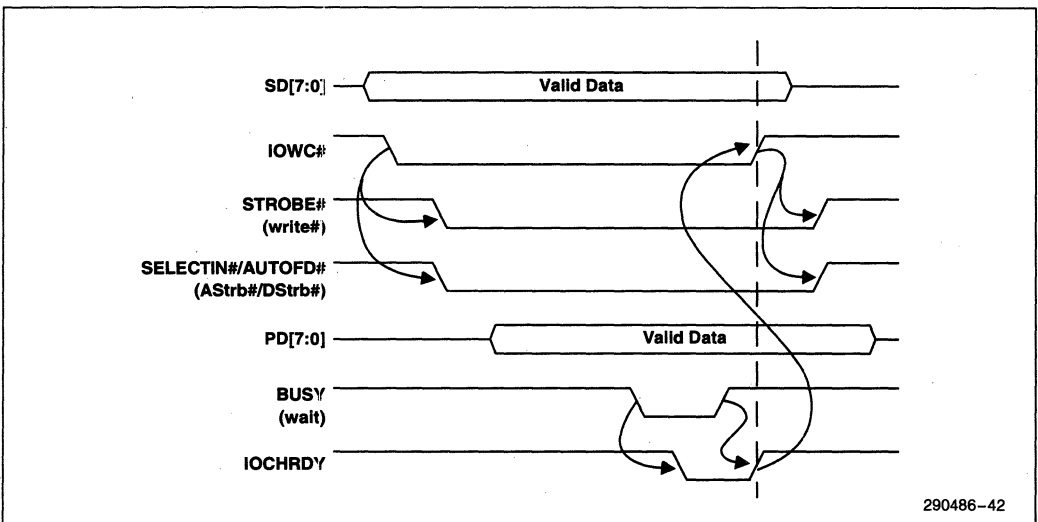 SD[7:0]
Valid Data
IOWC#
STROBE#
(write#)
SELECTIN#/AUTOFD#
(AStrb#/DStrb#)
PD[7:0]
Valid Data
BUSY
(wait)
IOCHRDY
290486-42